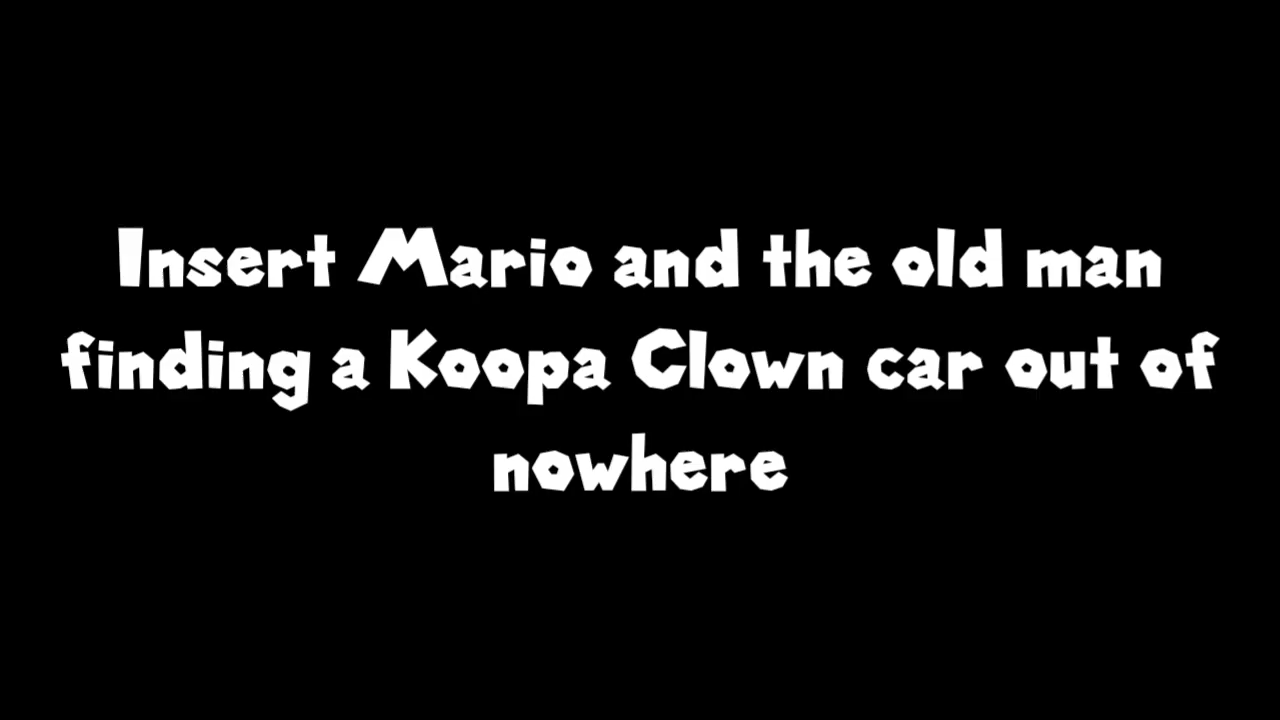 Insert Mario and the old man
finding a Koopa Clown car out of
nowhere